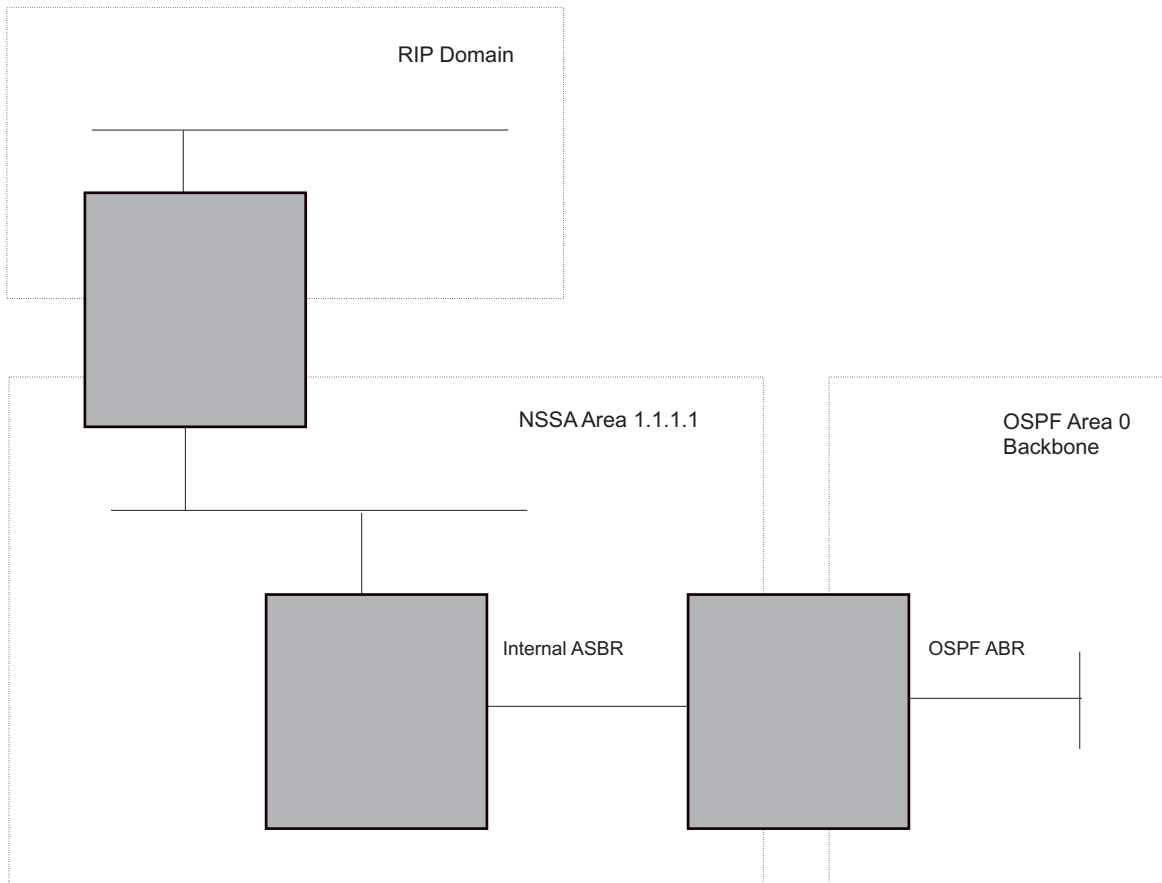 RIP Domain
NSSA Area 1.1.1.1
OSPF Area 0
Backbone
Internal ASBR
OSPF ABR